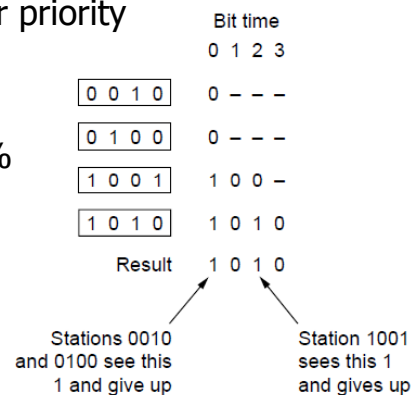 r priority
%
Bit time
0 1 2 3
0 0 1 0 0 – – –
0 1 0 0 0 – – –
1 0 0 1 1 0 0 –
1 0 1 0 1 0 1 0
Result 1 0 1 0
Stations 0010
and 0100 see this
1 and give up
Station 1001
sees this 1
and gives up